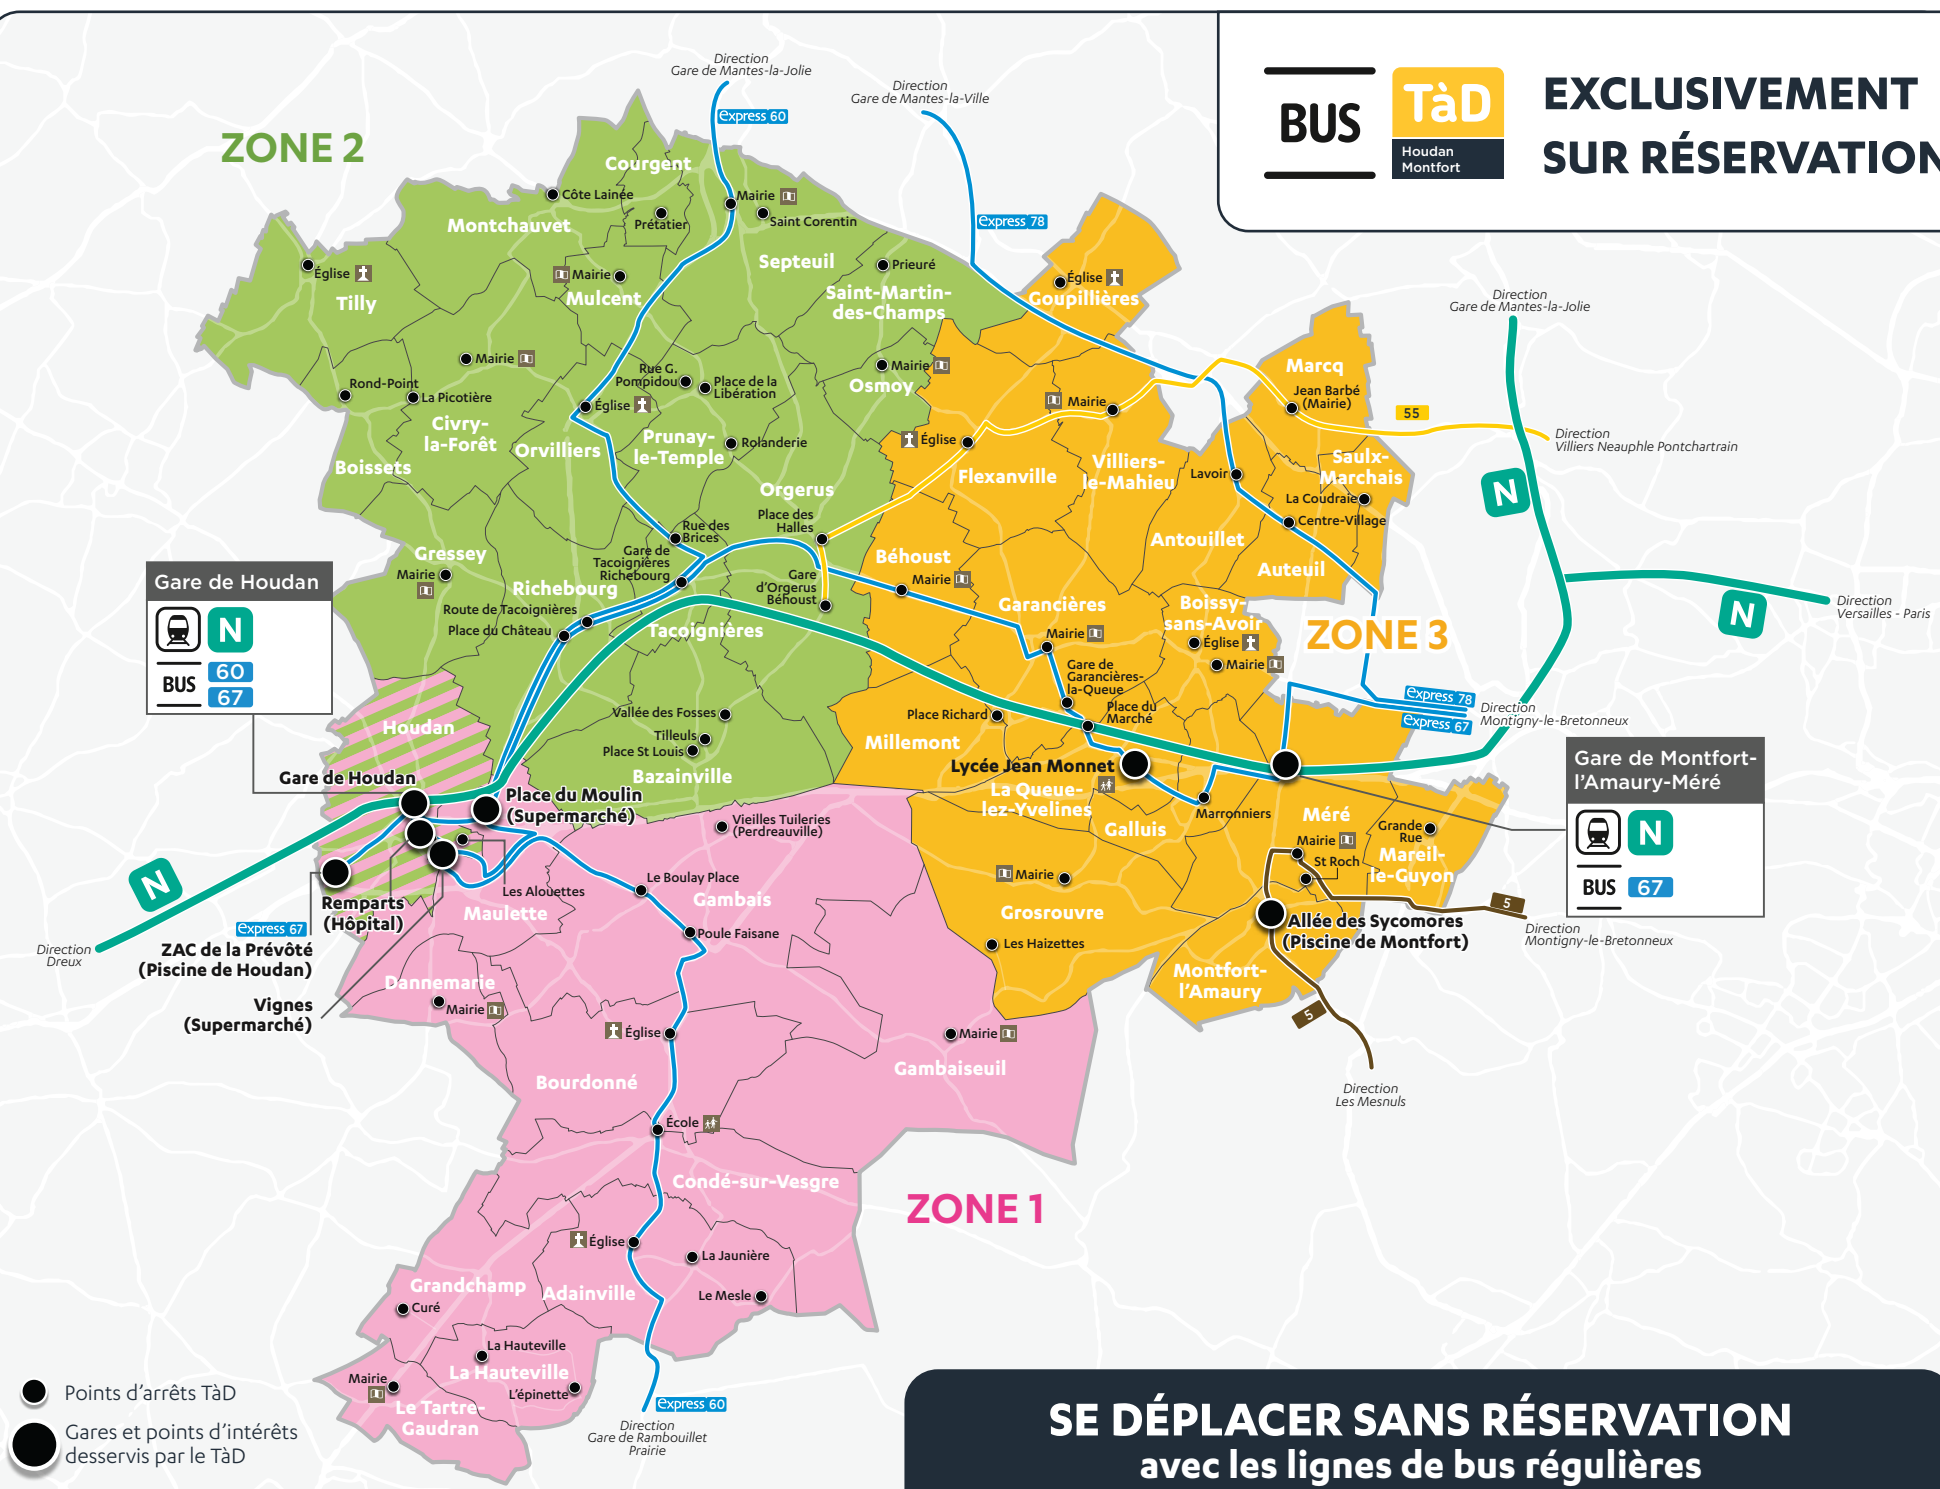 Direction
Gare de Mantes-la-Jolie
express 60
Direction
Gare de Mantes-la-Ville
express 78
BUS
TàD
Houdan
Montfort
EXCLUSIVEMENT
SUR RÉSERVATION
ZONE 2
Courgent
Côte Lainée
Prétatier
Mairie
Saint Corentin
Montchauvet
Septeuil
Église
Tilly
Mairie
Mulcent
Prieuré
Saint-Martin-
des-Champs
Église
Goupillières
Direction
Gare de Mantes-la-Jolie
Mairie
Rond-Point
La Picotière
Civry-
la-Forêt
Boissets
Rue G.
Pompidou
Place de la
Libération
Église
Orvilliers
Prunay-
le-Temple
Rolanderie
Mairie
Osmoy
Orgerus
Place des
Halles
Marcq
Jean Barbé
(Mairie)
55
Direction
Villiers Neauphle Pontchartrain
Mairie
Église
Flexanville
Villiers-
le-Mahieu
Lavoir
Saulx-
Marchais
La Coudraie
Centre-Village
Antouillet
Auteuil
N
Gressey
Mairie
Rue des
Brices
Gare de
Tacoignières
Richebourg
Richebourg
Route de Tacoignières
Place du Château
Tacoignières
Gare
d'Orgerus
Béhoust
Béhoust
Mairie
Garancières
Mairie
Gare de
Garancières-
la-Queue
Boissy-
sans-Avoir
Église
Mairie
ZONE 3
N
Direction
Versailles - Paris
Gare de Houdan
N
BUS
60
67
Houdan
Vallée des Fosses
Tilleuls
Place St Louis
Bazainville
Place Richard
Millemont
Place du
Marché
express 78
express 67
Direction
Montigny-le-Bretonneux
Gare de Houdan
Place du Moulin
(Supermarché)
Lycée Jean Monnet
La Queue-
lez-Yvelines
Galluis
Marronniers
Gare de Montfort-
l'Amaury-Méré
N
BUS
67
Méré
Mairie
St Roch
Grande
Rue
Mareil-
le-Guyon
Vieilles Tuileries
(Perdreauville)
Le Boulay Place
Gambais
Poule Faisane
Les Alouettes
Maulette
N
Direction
Dreux
Remparts
(Hôpital)
express 67
ZAC de la Prévôté
(Piscine de Houdan)
Vignes
(Supermarché)
Dannemarie
Mairie
Mairie
Grosrouvre
Les Haizettes
Allée des Sycomores
(Piscine de Montfort)
5
Direction
Montigny-le-Bretonneux
Montfort-
l'Amaury
5
Direction
Les Mesnuls
Église
Bourdonné
Mairie
Gambaiseuil
École
Condé-sur-Vesgre
ZONE 1
Église
La Jaunière
Le Mesle
Adainville
Grandchamp
Curé
La Hauteville
La Hauteville
L'épinette
Mairie
Le Tartre-
Gaudran
express 60
Direction
Gare de Rambouillet
Prairie
Points d'arrêts TàD
Gares et points d'intérêts
desservis par le TàD
SE DÉPLACER SANS RÉSERVATION
avec les lignes de bus régulières